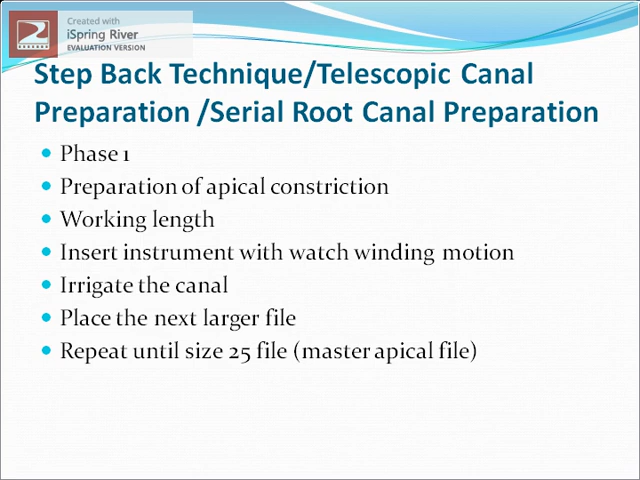 Created with
iSpring River
EVALUATION VERSION
Step Back Technique/Telescopic Canal
Preparation /Serial Root Canal Preparation
Phase 1
Preparation of apical constriction
Working length
Insert instrument with watch winding motion
Irrigate the canal
Place the next larger file
Repeat until size 25 file (master apical file)